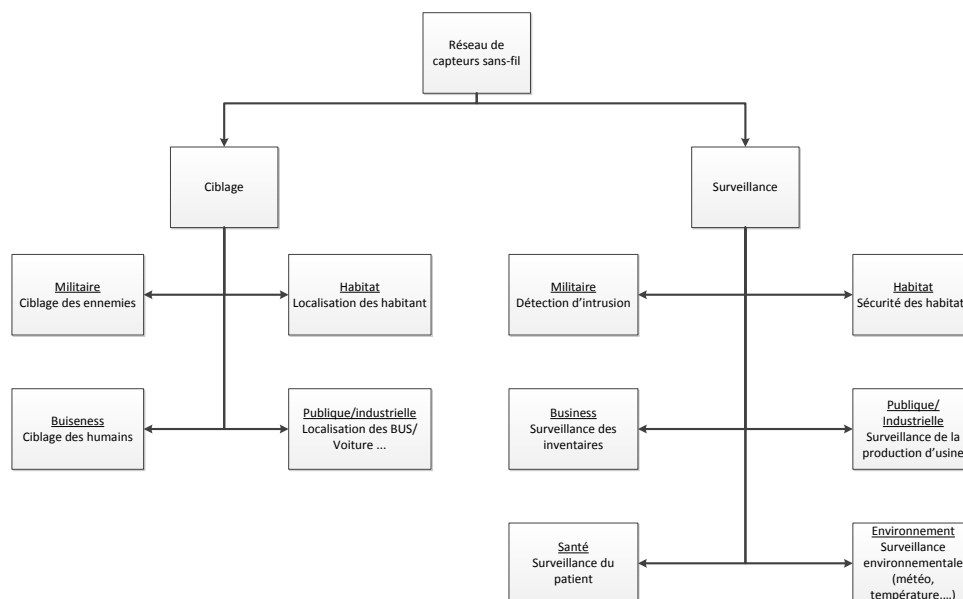 Réseau de
capteurs sans-fil
Ciblage
Surveillance
Militaire
Ciblage des ennemies
Habitat
Localisation des habitant
Militaire
Détection d'intrusion
Habitat
Sécurité des habitat
Buiseness
Ciblage des humains
Publique/industrielle
Localisation des BUS/
Voiture ...
Business
Surveillance des
inventaires
Publique/
Industrielle
Surveillance de la
production d'usine
Santé
Surveillance du
patient
Environnement
Surveillance
environnementale
(météo,
température,...)